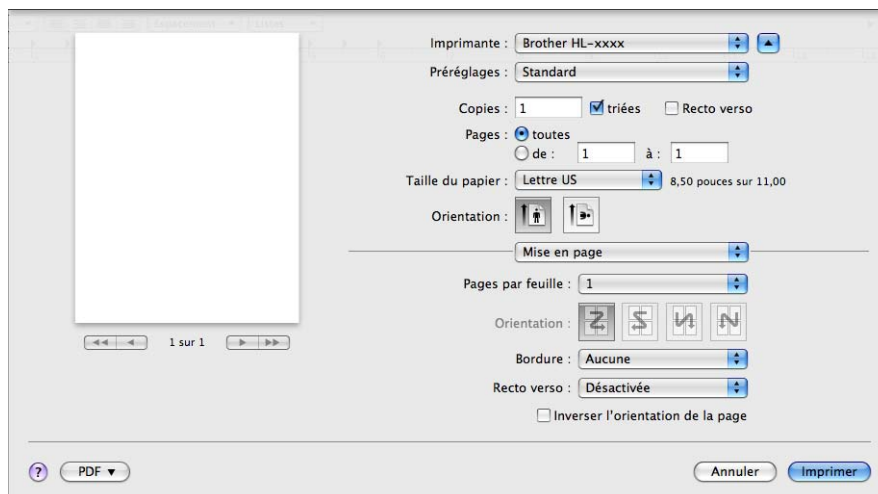 Espacement
Listes
Imprimante : Brother HL-xxxx
Préréglages : Standard
Copies : 1 triées Recto verso
Pages : toutes
de : 1 à : 1
Taille du papier : Lettre US 8,50 pouces sur 11,00
Orientation :
Mise en page
Pages par feuille : 1
Orientation :
Bordure : Aucune
Recto verso : Désactivée
Inverser l'orientation de la page
1 sur 1
? PDF Annuler Imprimer